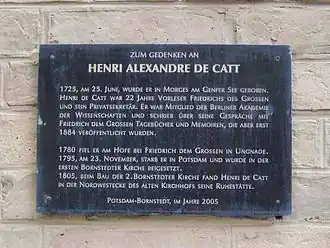 ZUM GEDENKEN AN
HENRI ALEXANDRE DE CATT
1725, AM 25. JUNI, WURDE ER IN MORGES AM GENFER SEE GEBOREN.
HENRI DE CATT WAR 22 JAHRE VORLESER FRIEDRICHS DES GROSSEN
UND SEIN PRIVATSEKRETÄR. ER WAR MITGLIED DER BERLINER AKADEMIE
DER WISSENSCHAFTEN UND SCHRIEB ÜBER SEINE GESPRÄCHE MIT
FRIEDRICH DEM GROSSEN TAGEBÜCHER UND MEMOIREN, DIE ABER ERST
1884 VERÖFFENTLICHT WURDEN.
1780 FIEL ER AM HOFE BEI FRIEDRICH DEM GROSSEN IN UNGNADE.
1795, AM 23. NOVEMBER, STARB ER IN POTSDAM UND WURDE IN DER
ERSTEN BORNSTEDTER KIRCHE BEIGESETZT.
1805, BEIM BAU DER 2. BORNSTEDTER KIRCHE FAND HENRI DE CATT
IN DER NORDWESTECKE DES ALTEN KIRCHHOFS SEINE RUHESTÄTTE.
POTSDAM-BORNSTEDT, IM JAHRE 2005